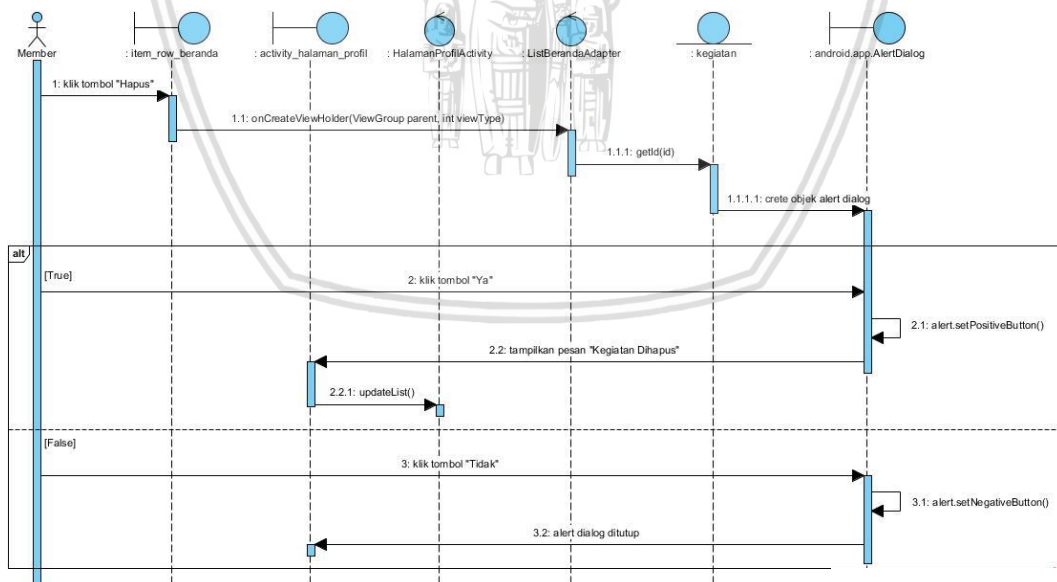 Member
: item_row_beranda
: activity_halaman_profil
: HalamanProfilActivity
: ListBerandaAdapter
: kegiatan
: android.app.AlertDialog
1: klik tombol "Hapus"
1.1: onCreateViewHolder(ViewGroup parent, int viewType)
1.1.1: getId(id)
1.1.1.1: crete objek alert dialog
alt
[True]
2: klik tombol "Ya"
2.1: alert.setPositiveButton()
2.2: tampilkan pesan "Kegiatan Dihapus"
2.2.1: updateList()
[False]
3: klik tombol "Tidak"
3.1: alert.setNegativeButton()
3.2: alert dialog ditutup